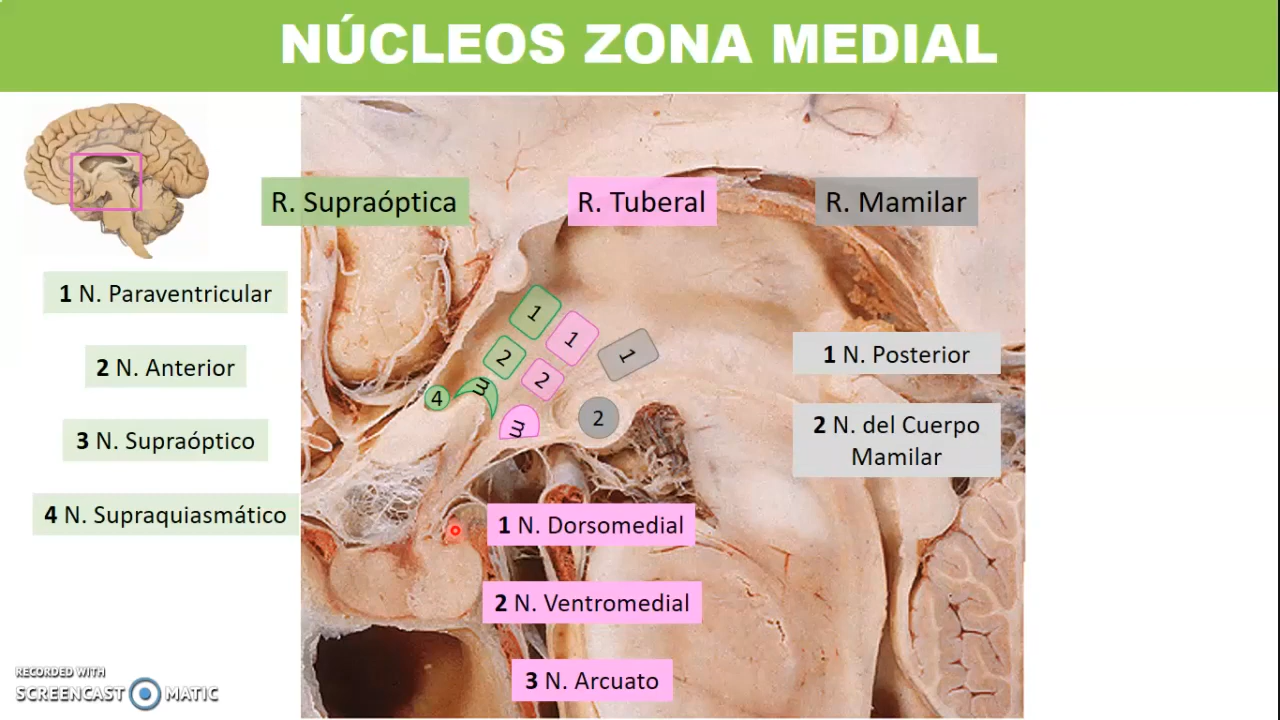 NÚCLEOS ZONA MEDIAL
R. Supraóptica
R. Tuberal
R. Mamilar
1 N. Paraventricular
2 N. Anterior
3 N. Supraóptico
4 N. Supraquiasmático
1
1
1
2
2
3
4
3
2
1 N. Posterior
2 N. del Cuerpo
Mamilar
1 N. Dorsomedial
2 N. Ventromedial
3 N. Arcuato
RECORDED WITH
SCREENCAST MATIC